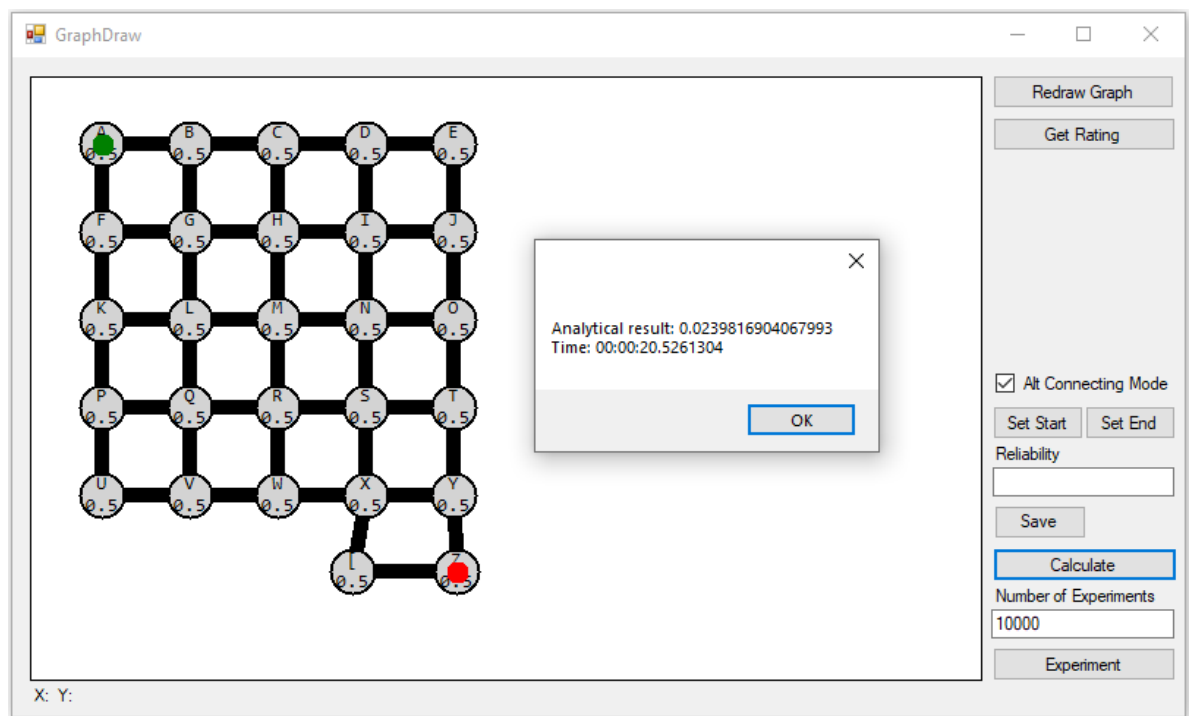 GraphDraw
A B C D E
0.5 0.5 0.5 0.5 0.5
F G H I J
0.5 0.5 0.5 0.5 0.5
K L M N O
0.5 0.5 0.5 0.5 0.5
P Q R S T
0.5 0.5 0.5 0.5 0.5
U V W X Y
0.5 0.5 0.5 0.5 0.5
[ Z
0.5 0.5
Analytical result: 0.0239816904067993
Time: 00:00:20.5261304
OK
Redraw Graph
Get Rating
Alt Connecting Mode
Set Start Set End
Reliability
Save
Calculate
Number of Experiments
10000
Experiment
X: Y: